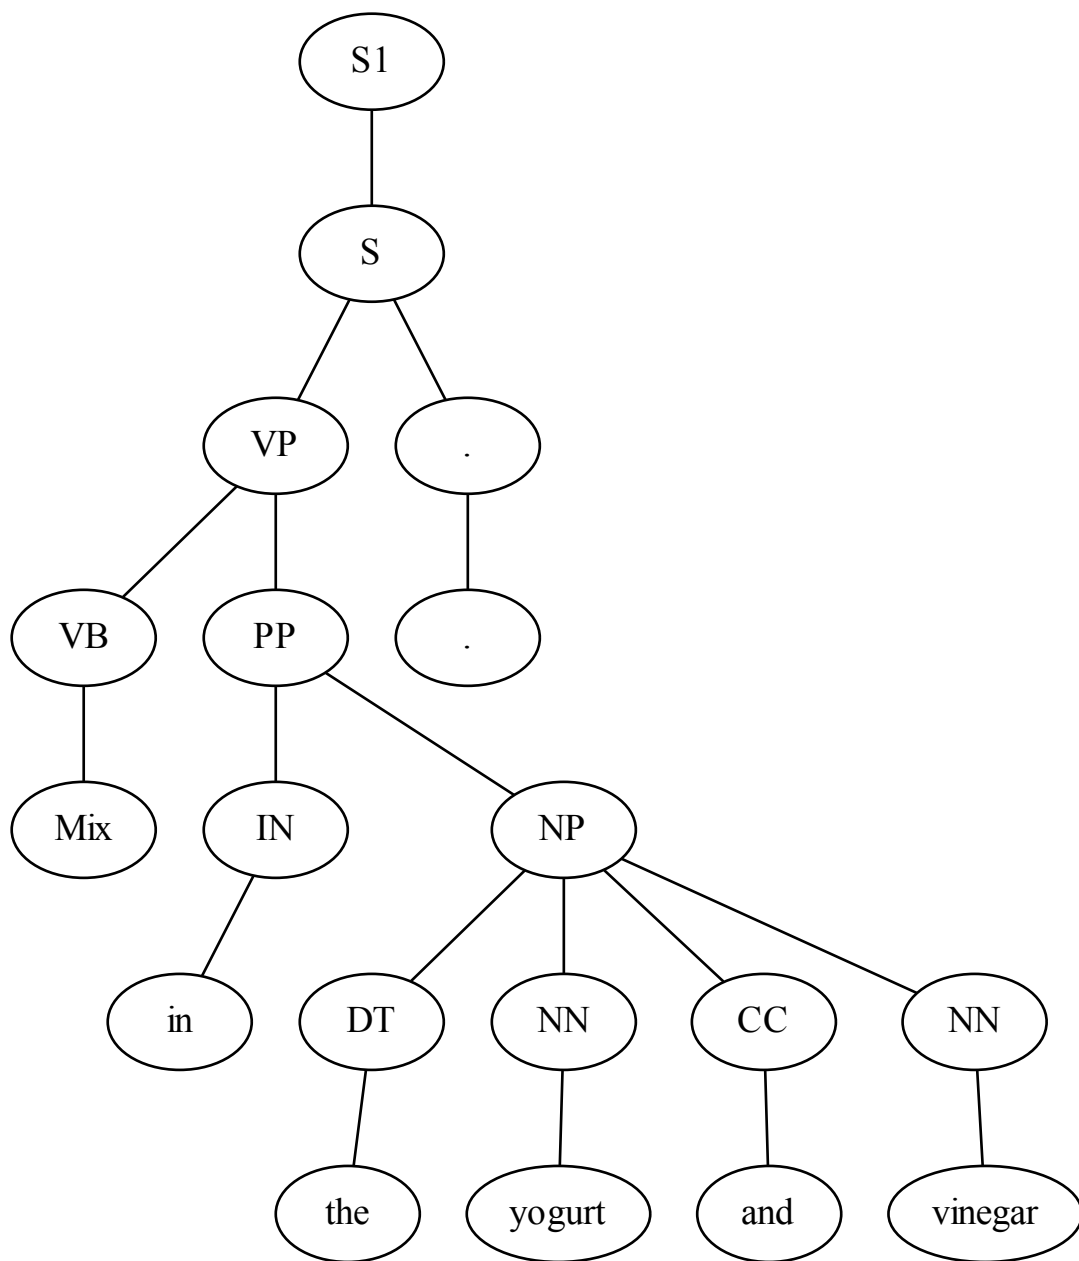 S1
S
VP .
VB PP .
Mix IN NP
in DT NN CC NN
the yogurt and vinegar